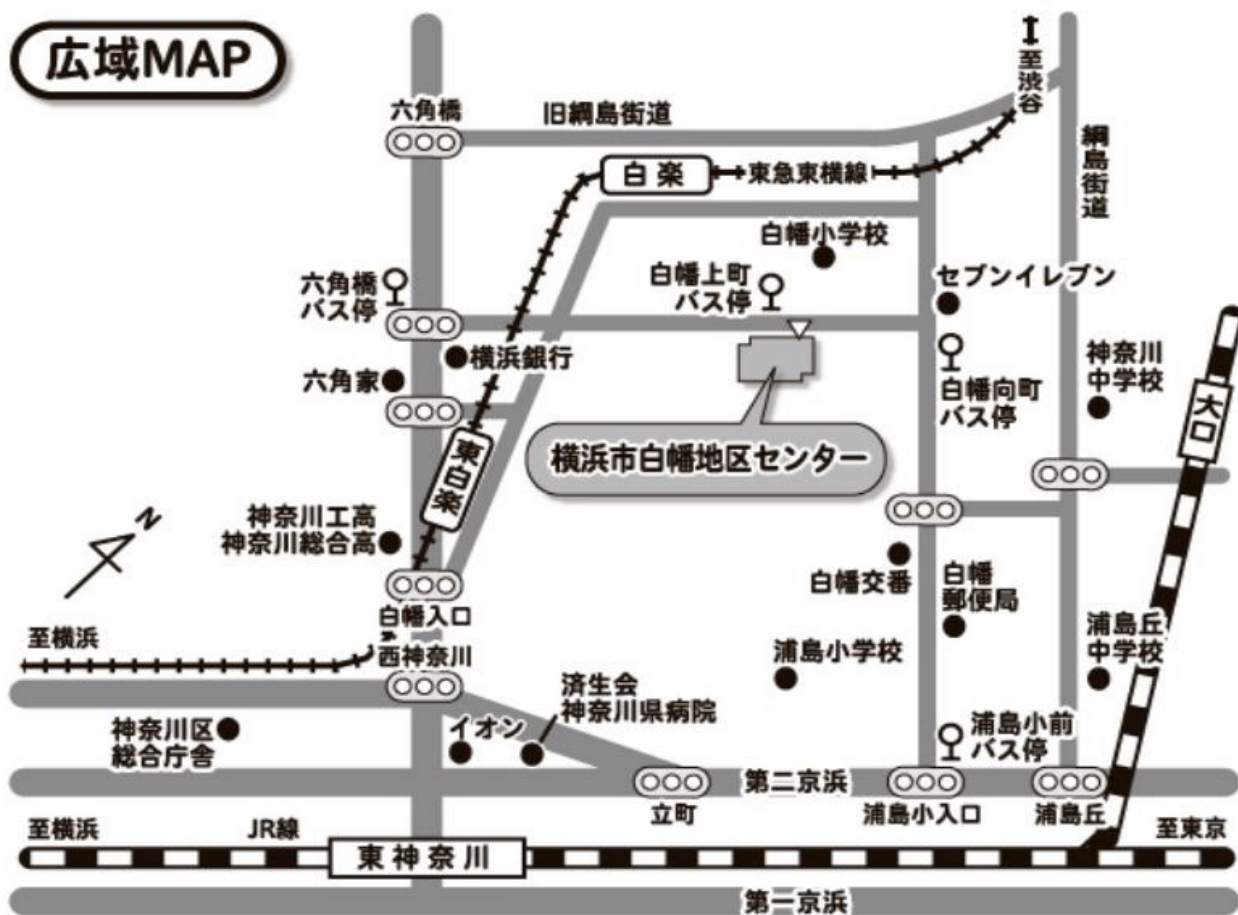 広域MAP
六角橋
旧綱島街道
至渋谷
綱島街道
白楽
東急東横線
白幡小学校
六角橋
バス停
白幡上町
バス停
セブンイレブン
横浜銀行
六角家
白幡向町
バス停
神奈川
中学校
大口
横浜市白幡地区センター
東白楽
N
神奈川工高
神奈川総合高
白幡交番
白幡
郵便局
白幡入口
至横浜
西神奈川
浦島小学校
浦島丘
中学校
済生会
神奈川県病院
神奈川区
総合庁舎
イオン
浦島小前
バス停
第二京浜
立町
浦島小入口
浦島丘
至横浜
JR線
東神奈川
至東京
第一京浜